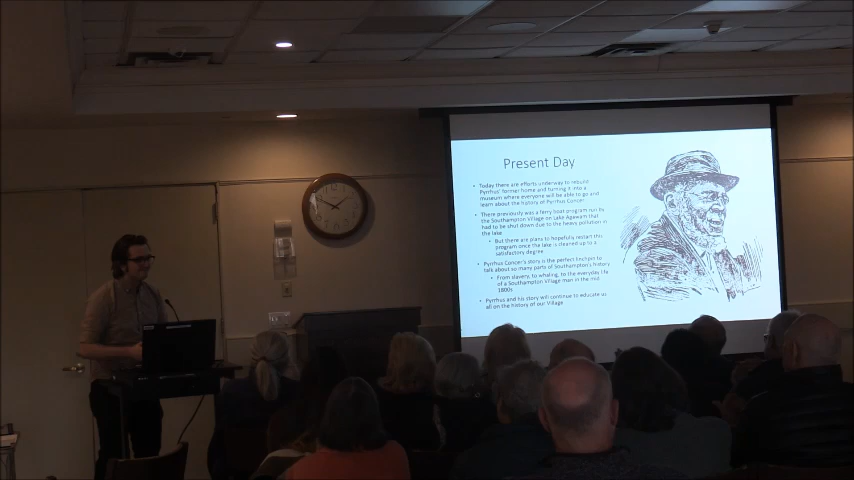 Present Day
• Today there are efforts underway to rebuild
Pyrrhus' former home and turning it into a
museum where everyone will be able to go and
learn about the history of Pyrrhus Concer
• There previously was a ferry boat program run by
the Southampton Village on Lake Agawam that
had to be shut down due to the heavy pollution in
the lake
• But there are plans to hopefully restart this
program once the lake is cleaned up to a
satisfactory degree
• Pyrrhus Concer's story is the perfect linchpin to
talk about so many parts of Southampton's history
• From slavery, to whaling, to the everyday life
of a Southampton Village man in the mid
1800s
• Pyrrhus and his story will continue to educate us
all on the history of our Village